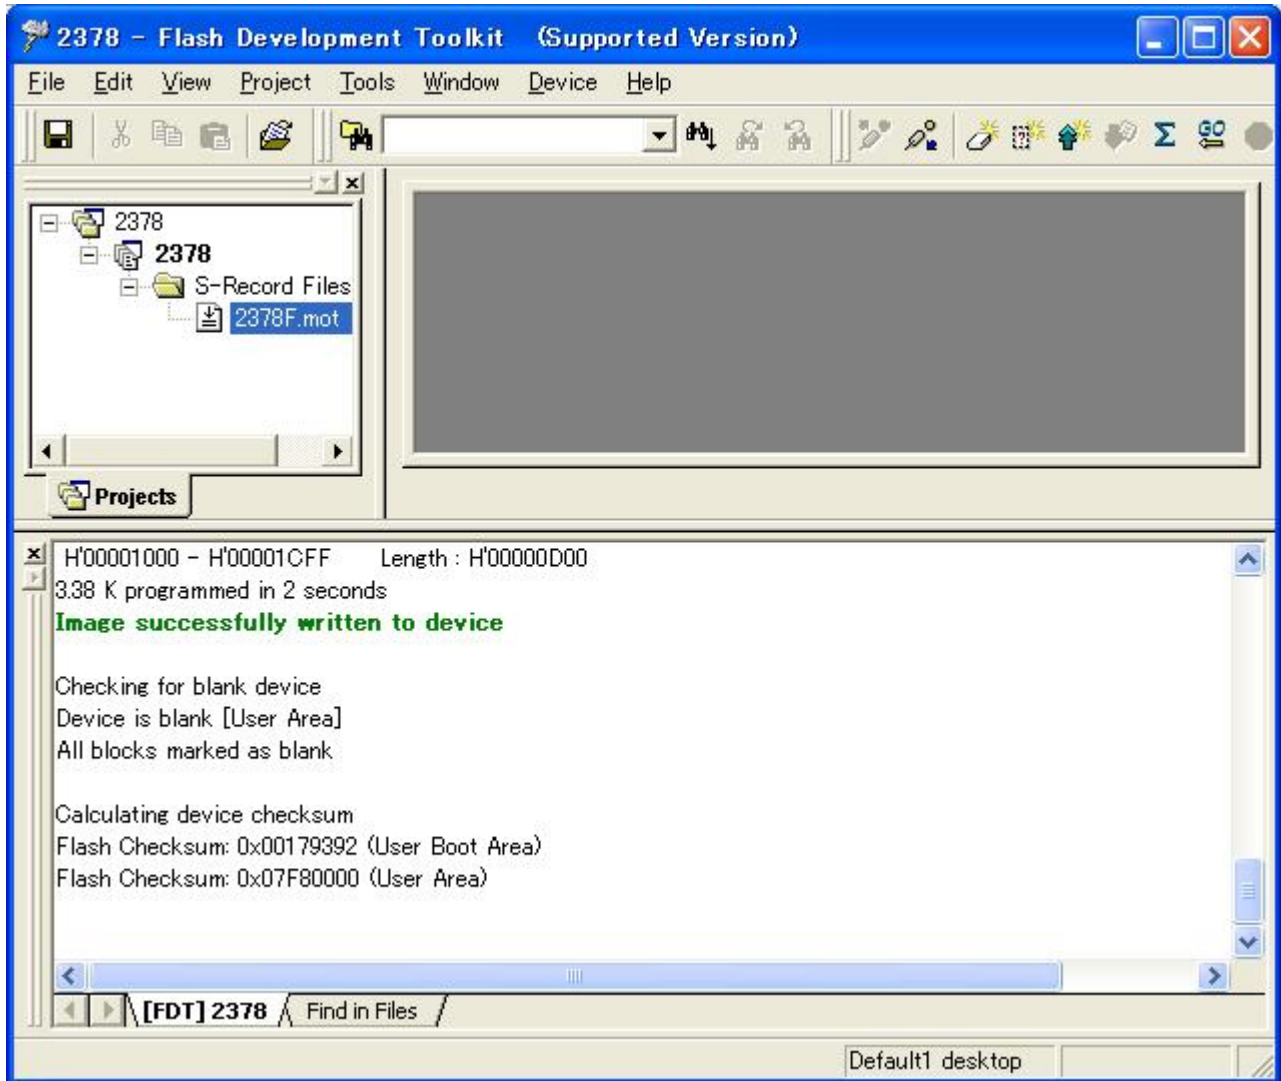 2378 - Flash Development Toolkit (Supported Version)
File Edit View Project Tools Window Device Help
GO
2378
2378
S-Record Files
2378F.mot
Projects
H'00001000 - H'00001CFF Length : H'00000D00
3.38 K programmed in 2 seconds
Image successfully written to device
Checking for blank device
Device is blank [User Area]
All blocks marked as blank
Calculating device checksum
Flash Checksum: 0x00179392 (User Boot Area)
Flash Checksum: 0x07F80000 (User Area)
[FDT] 2378 Find in Files
Default1 desktop